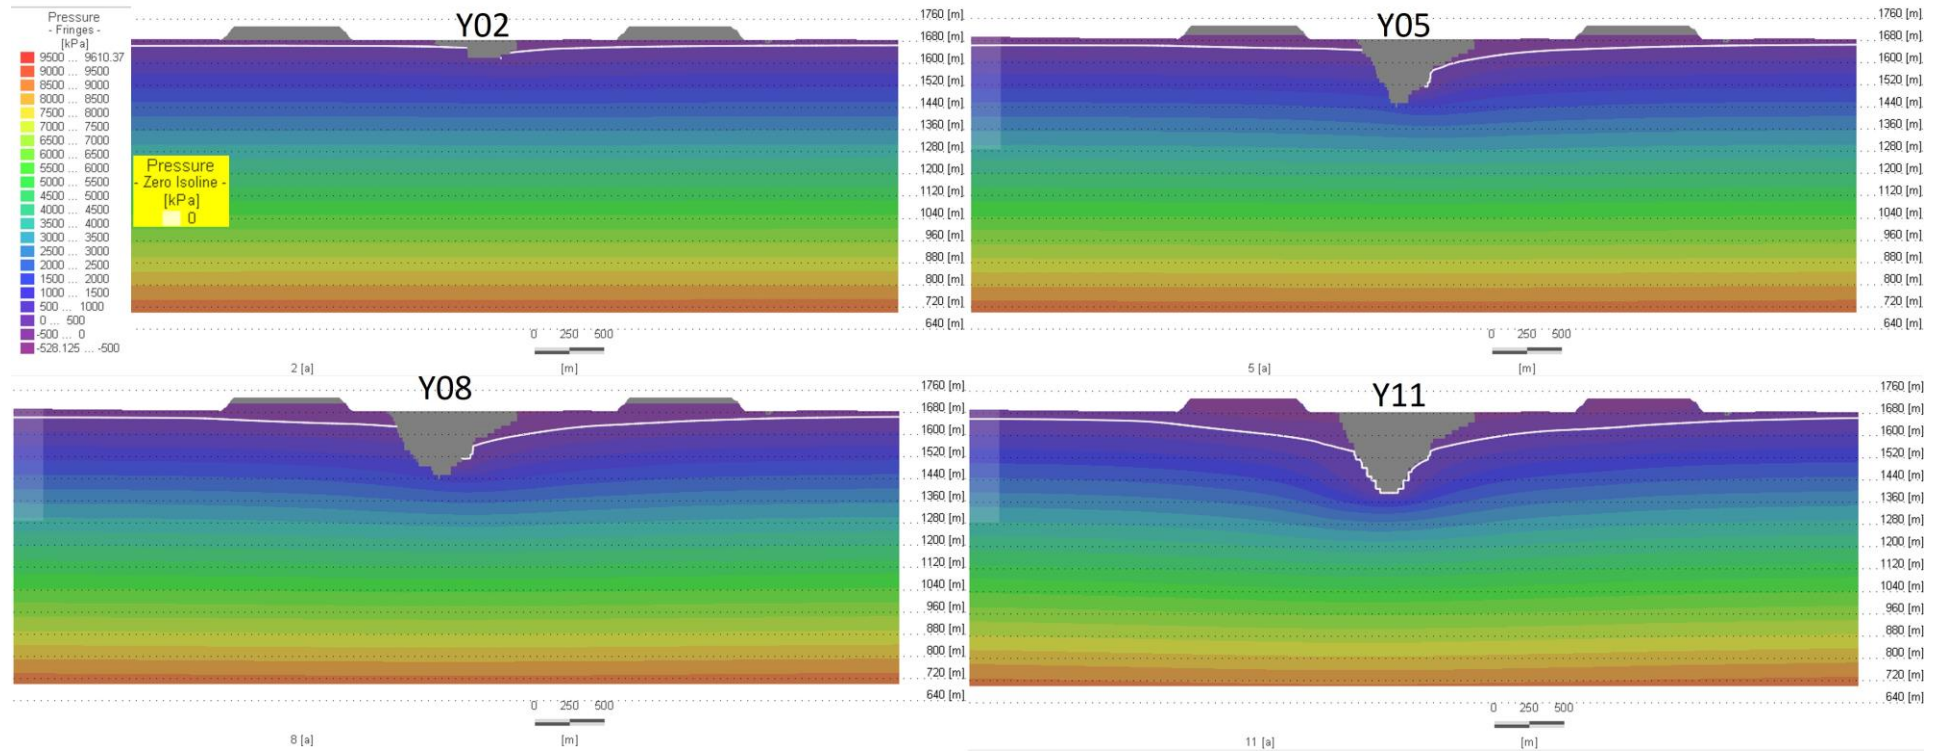 Pressure
- Fringes -
[kPa]
9500 ... 9610.37
9000 ... 9500
8500 ... 9000
8000 ... 8500
7500 ... 8000
7000 ... 7500
6500 ... 7000
6000 ... 6500
5500 ... 6000
5000 ... 5500
4500 ... 5000
4000 ... 4500
3500 ... 4000
3000 ... 3500
2500 ... 3000
2000 ... 2500
1500 ... 2000
1000 ... 1500
500 ... 1000
0 ... 500
-500 ... 0
-528.125 ... -500
Pressure
- Zero Isoline -
[kPa]
0
Y02
1760 [m]
1680 [m]
1600 [m]
1520 [m]
1440 [m]
1360 [m]
1280 [m]
1200 [m]
1120 [m]
1040 [m]
960 [m]
880 [m]
800 [m]
720 [m]
640 [m]
0 250 500
2 [a]
[m]
Y05
1760 [m]
1680 [m]
1600 [m]
1520 [m]
1440 [m]
1360 [m]
1280 [m]
1200 [m]
1120 [m]
1040 [m]
960 [m]
880 [m]
800 [m]
720 [m]
640 [m]
0 250 500
5 [a]
[m]
Y08
1760 [m]
1680 [m]
1600 [m]
1520 [m]
1440 [m]
1360 [m]
1280 [m]
1200 [m]
1120 [m]
1040 [m]
960 [m]
880 [m]
800 [m]
720 [m]
640 [m]
0 250 500
8 [a]
[m]
Y11
1760 [m]
1680 [m]
1600 [m]
1520 [m]
1440 [m]
1360 [m]
1280 [m]
1200 [m]
1120 [m]
1040 [m]
960 [m]
880 [m]
800 [m]
720 [m]
640 [m]
0 250 500
11 [a]
[m]